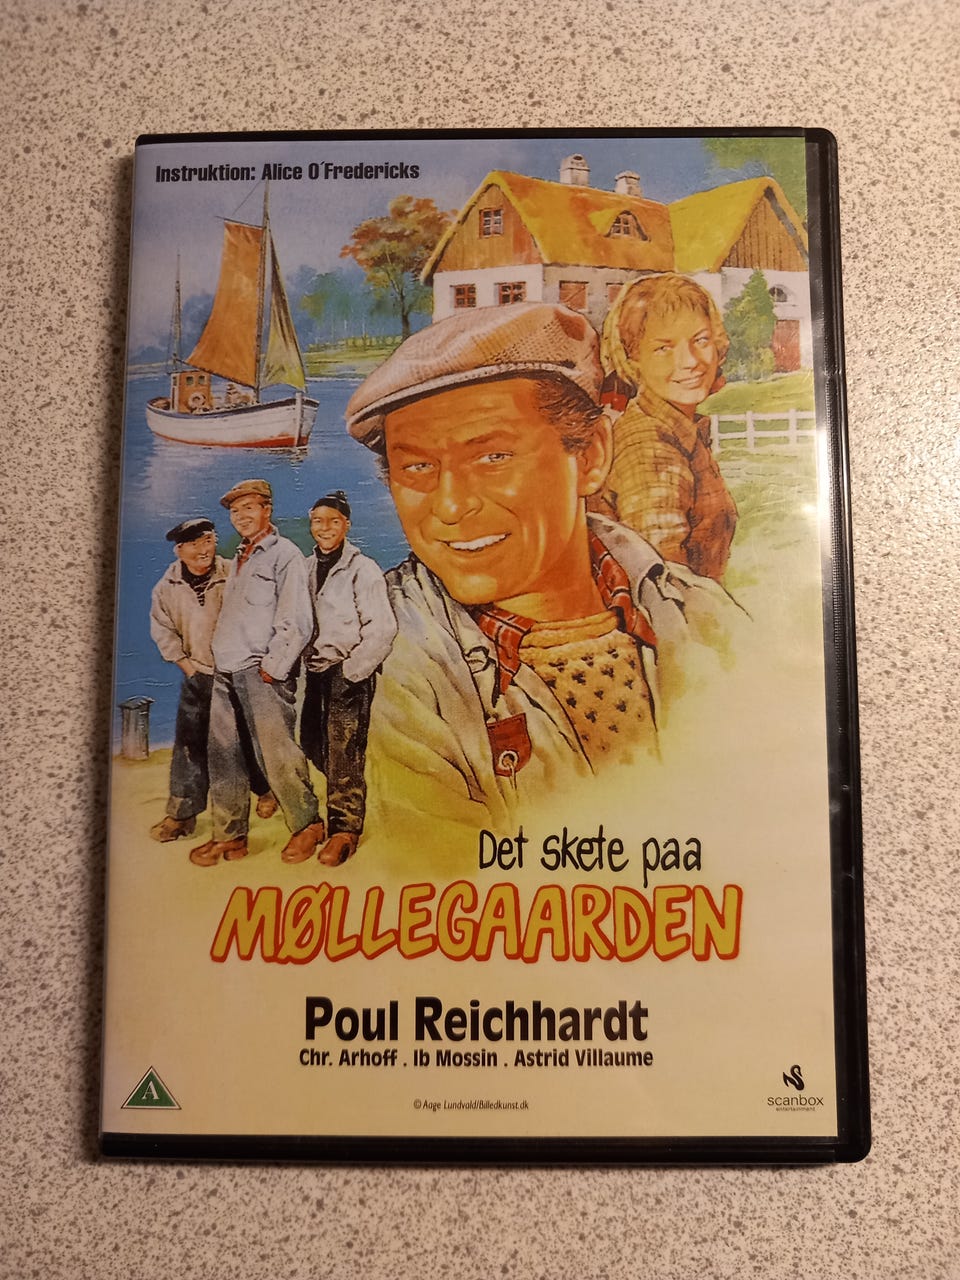 Instruktion: Alice O´Fredericks
Det skete paa
MØLLEGAARDEN
Poul Reichhardt
Chr. Arhoff . Ib Mossin . Astrid Villaume
A
© Aage Lundvald/Billedkunst.dk
scanbox
entertainment